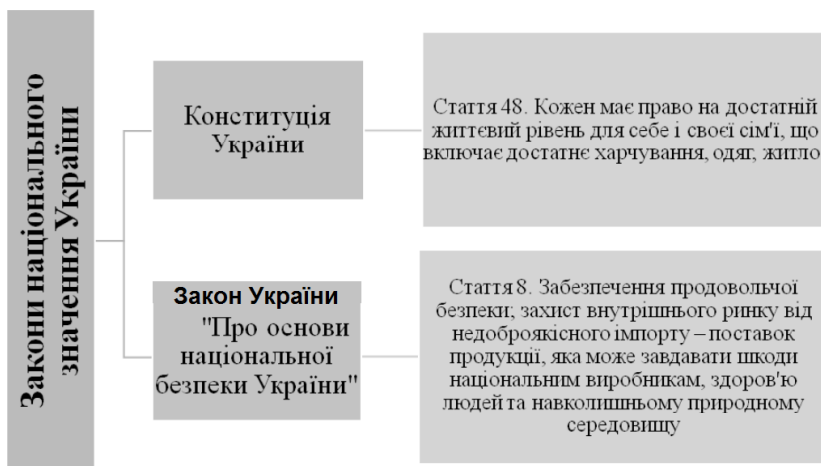 Закони національного
значення України
Конституція
України
Стаття 48. Кожен має право на достатній
життєвий рівень для себе і своєї сім'ї, що
включає достатнє харчування, одяг, житло
Закон України
"Про основи
національної
безпеки України"
Стаття 8. Забезпечення продовольчої
безпеки; захист внутрішнього ринку від
недоброякісного імпорту – поставок
продукції, яка може завдавати шкоди
національним виробникам, здоров'ю
людей та навколишньому природному
середовищу